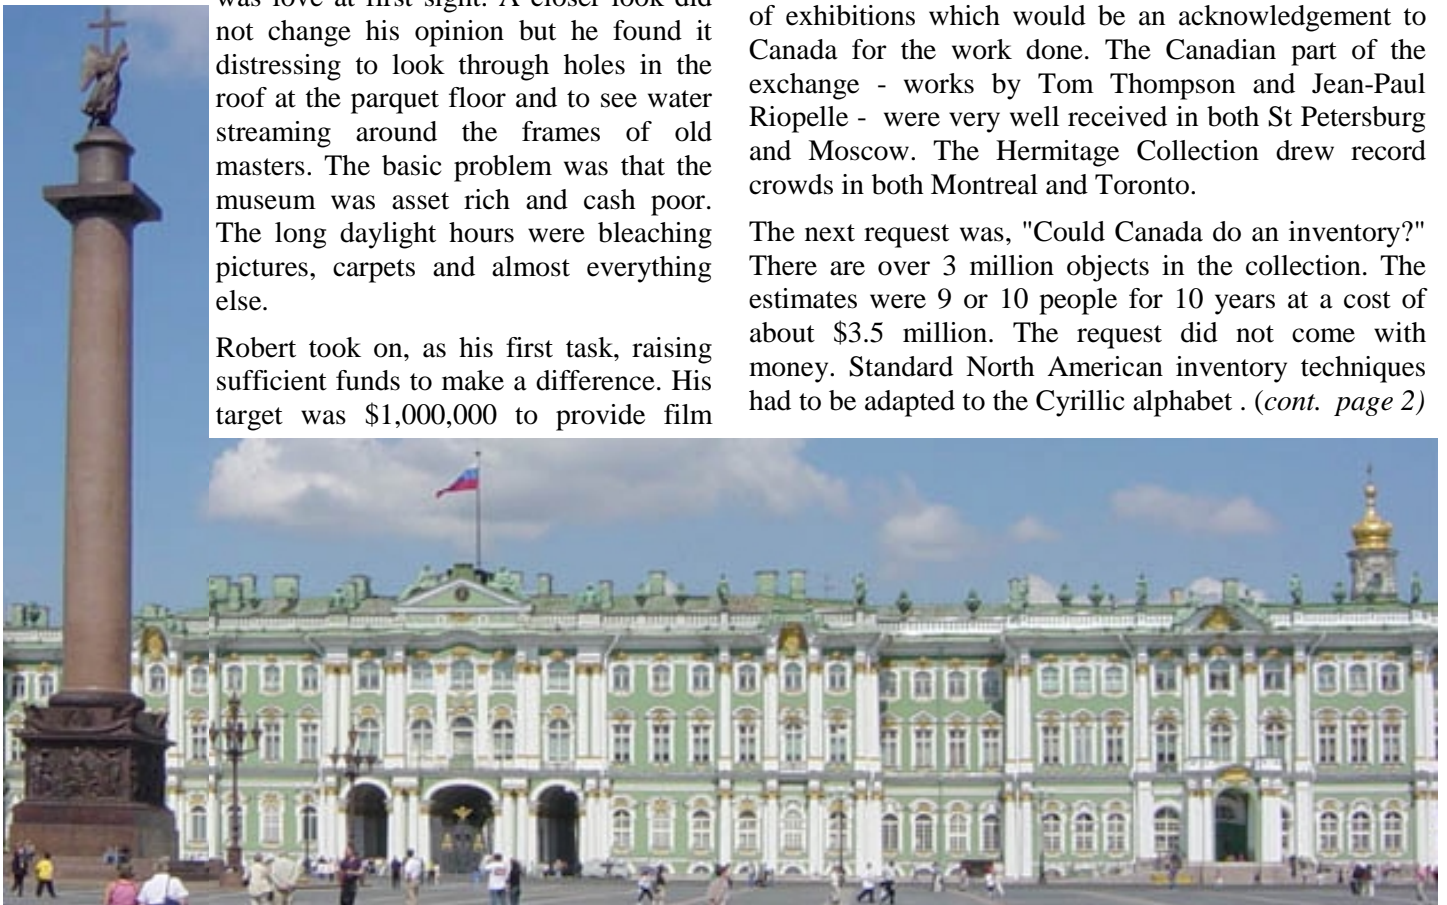 was love at first sight. A closer look did
not change his opinion but he found it
distressing to look through holes in the
roof at the parquet floor and to see water
streaming around the frames of old
masters. The basic problem was that the
museum was asset rich and cash poor.
The long daylight hours were bleaching
pictures, carpets and almost everything
else.
Robert took on, as his first task, raising
sufficient funds to make a difference. His
target was $1,000,000 to provide film
of exhibitions which would be an acknowledgement to
Canada for the work done. The Canadian part of the
exchange - works by Tom Thompson and Jean-Paul
Riopelle - were very well received in both St Petersburg
and Moscow. The Hermitage Collection drew record
crowds in both Montreal and Toronto.
The next request was, "Could Canada do an inventory?"
There are over 3 million objects in the collection. The
estimates were 9 or 10 people for 10 years at a cost of
about $3.5 million. The request did not come with
money. Standard North American inventory techniques
had to be adapted to the Cyrillic alphabet . (cont. page 2)